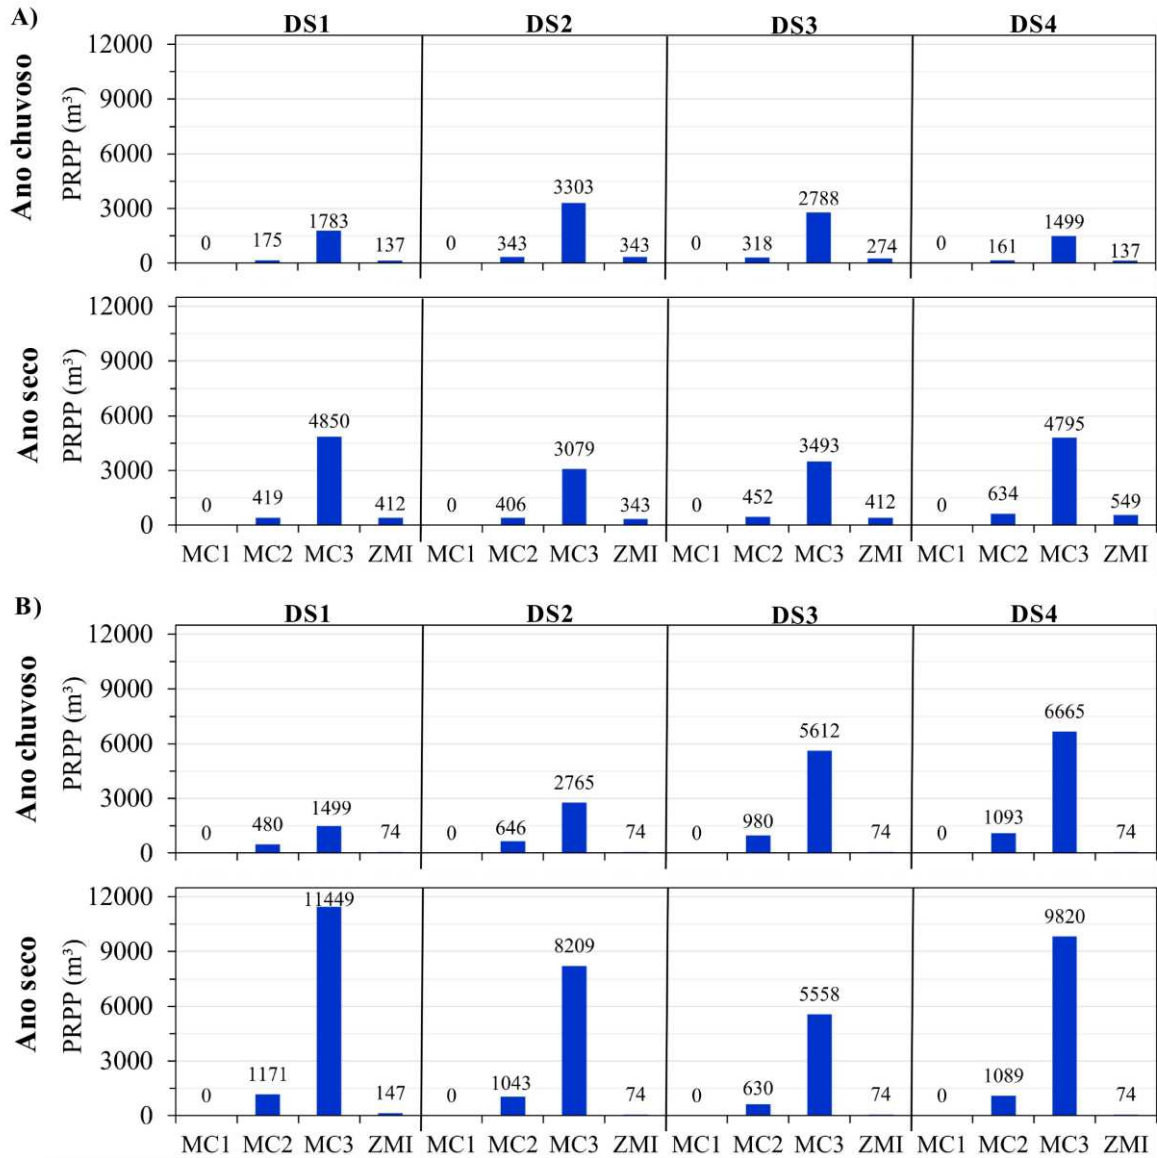 A)
DS1 DS2 DS3 DS4
Ano chuvoso
PRPP (m³)
12000
9000
6000
3000
0
0 175 1783 137
0 343 3303 343
0 318 2788 274
0 161 1499 137
Ano seco
PRPP (m³)
12000
9000
6000
3000
0
0 419 4850 412
0 406 3079 343
0 452 3493 412
0 634 4795 549
MC1 MC2 MC3 ZMI MC1 MC2 MC3 ZMI MC1 MC2 MC3 ZMI MC1 MC2 MC3 ZMI
B)
DS1 DS2 DS3 DS4
Ano chuvoso
PRPP (m³)
12000
9000
6000
3000
0
0 480 1499 74
0 646 2765 74
0 980 5612 74
0 1093 6665 74
Ano seco
PRPP (m³)
12000
9000
6000
3000
0
0 1171 11449 147
0 1043 8209 74
0 630 5558 74
0 1089 9820 74
MC1 MC2 MC3 ZMI MC1 MC2 MC3 ZMI MC1 MC2 MC3 ZMI MC1 MC2 MC3 ZMI